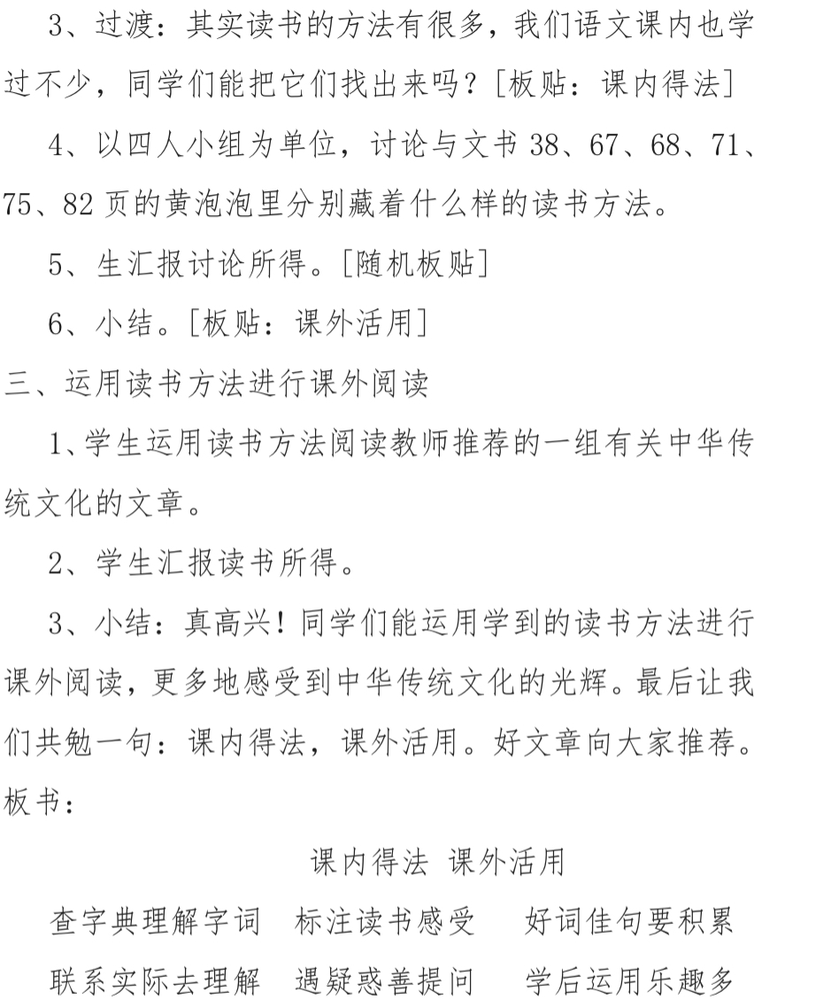 3、过渡：其实读书的方法有很多，我们语文课内也学
过不少，同学们能把它们找出来吗？[板贴：课内得法]
4、以四人小组为单位，讨论与文书 38、67、68、71、
75、82 页的黄泡泡里分别藏着什么样的读书方法。
5、生汇报讨论所得。[随机板贴]
6、小结。[板贴：课外活用]
三、运用读书方法进行课外阅读
1、学生运用读书方法阅读教师推荐的一组有关中华传
统文化的文章。
2、学生汇报读书所得。
3、小结：真高兴！同学们能运用学到的读书方法进行
课外阅读，更多地感受到中华传统文化的光辉。最后让我
们共勉一句：课内得法，课外活用。好文章向大家推荐。
板书：
课内得法 课外活用
查字典理解字词 标注读书感受 好词佳句要积累
联系实际去理解 遇疑惑善提问 学后运用乐趣多